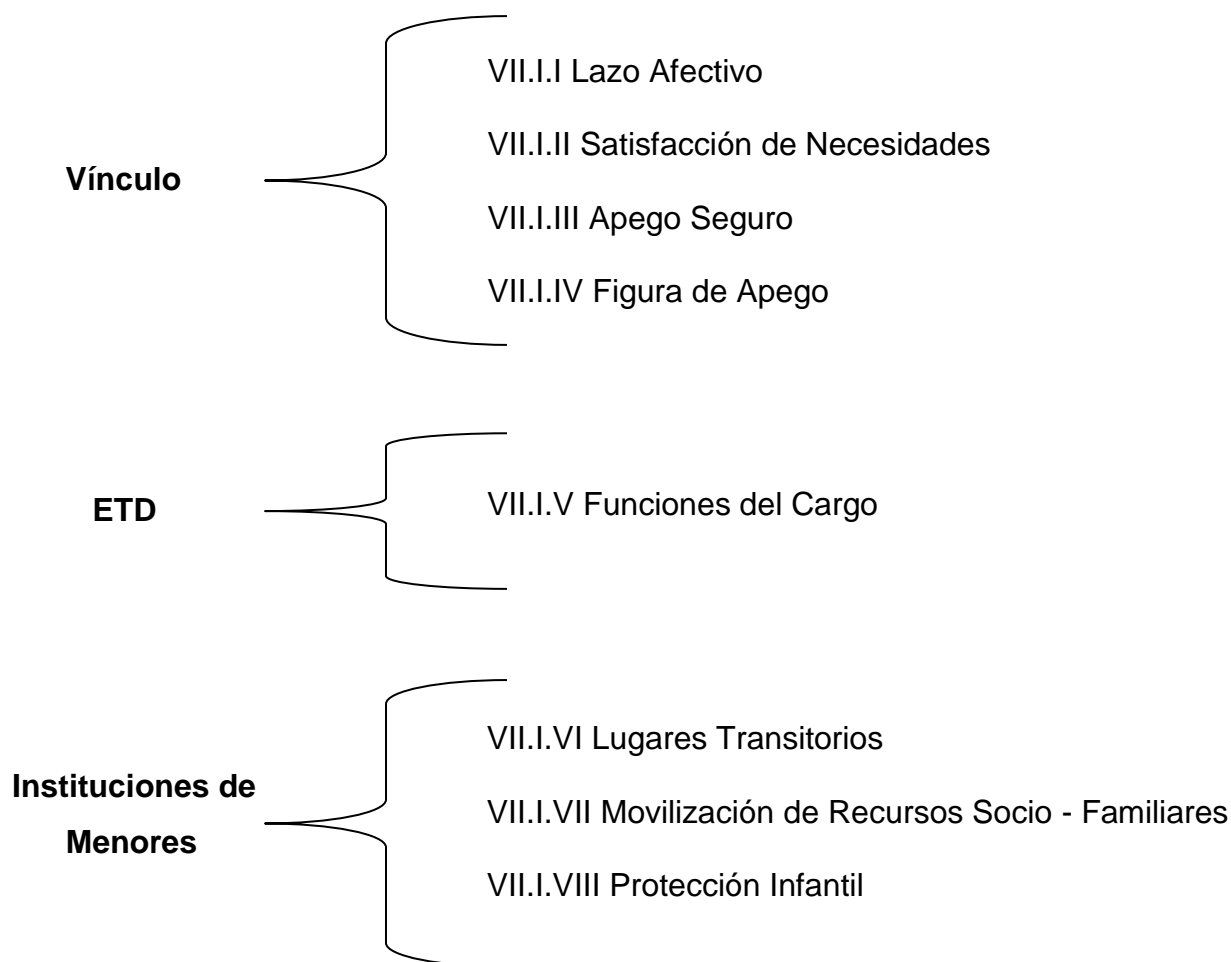 Vínculo
VII.I.I Lazo Afectivo
VII.I.II Satisfacción de Necesidades
VII.I.III Apego Seguro
VII.I.IV Figura de Apego
ETD
VII.I.V Funciones del Cargo
Instituciones de
Menores
VII.I.VI Lugares Transitorios
VII.I.VII Movilización de Recursos Socio - Familiares
VII.I.VIII Protección Infantil